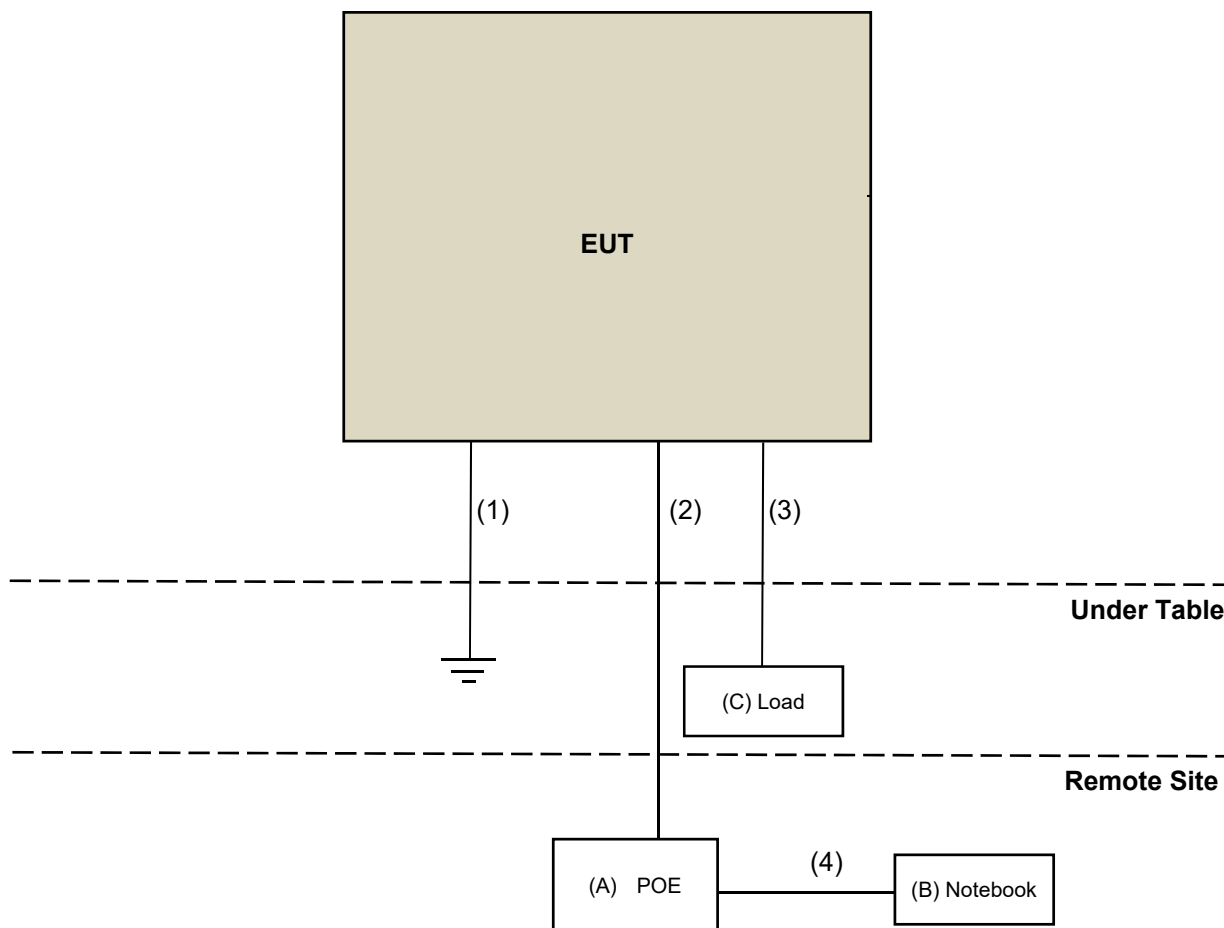 EUT
(1)
(2)
(3)
Under Table
(C) Load
Remote Site
(A) POE
(4)
(B) Notebook